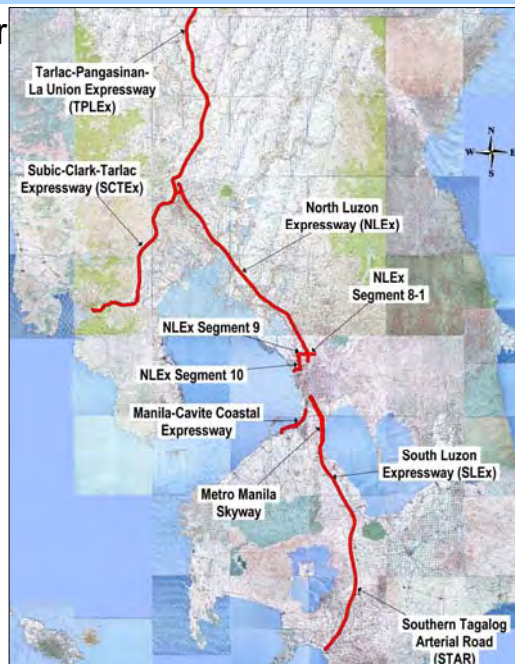 r
Tarlac-Pangasinan-
La Union Expressway
(TPLEx)
N
W
E
S
Subic-Clark-Tarlac
Expressway (SCTEx)
North Luzon
Expressway (NLEx)
NLEx
Segment 8-1
NLEx Segment 9
NLEx Segment 10
Manila-Cavite Coastal
Expressway
South Luzon
Expressway (SLEx)
Metro Manila
Skyway
Southern Tagalog
Arterial Road
(STAR)